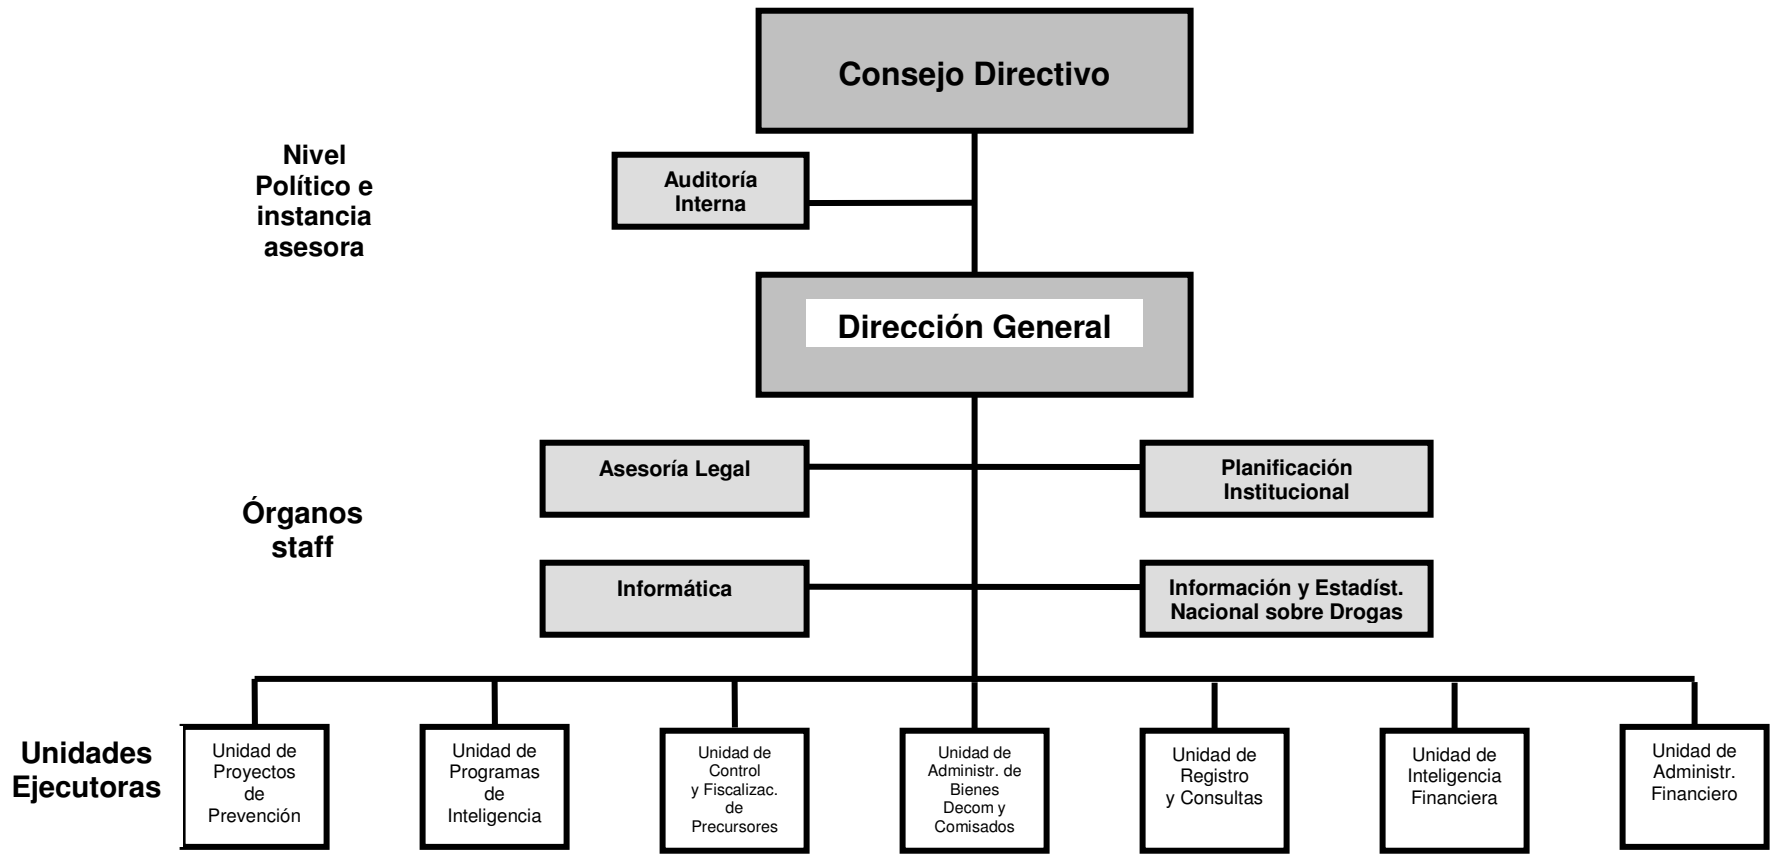 Consejo Directivo
Nivel
Político e
instancia
asesora
Auditoría
Interna
Dirección General
Órganos
staff
Asesoría Legal
Planificación
Institucional
Informática
Información y Estadíst.
Nacional sobre Drogas
Unidades
Ejecutoras
Unidad de
Proyectos
de
Prevención
Unidad de
Programas
de
Inteligencia
Unidad de
Control
y Fiscalizac.
de
Precursores
Unidad de
Administr. de
Bienes
Decom y
Comisados
Unidad de
Registro
y Consultas
Unidad de
Inteligencia
Financiera
Unidad de
Administr.
Financiero